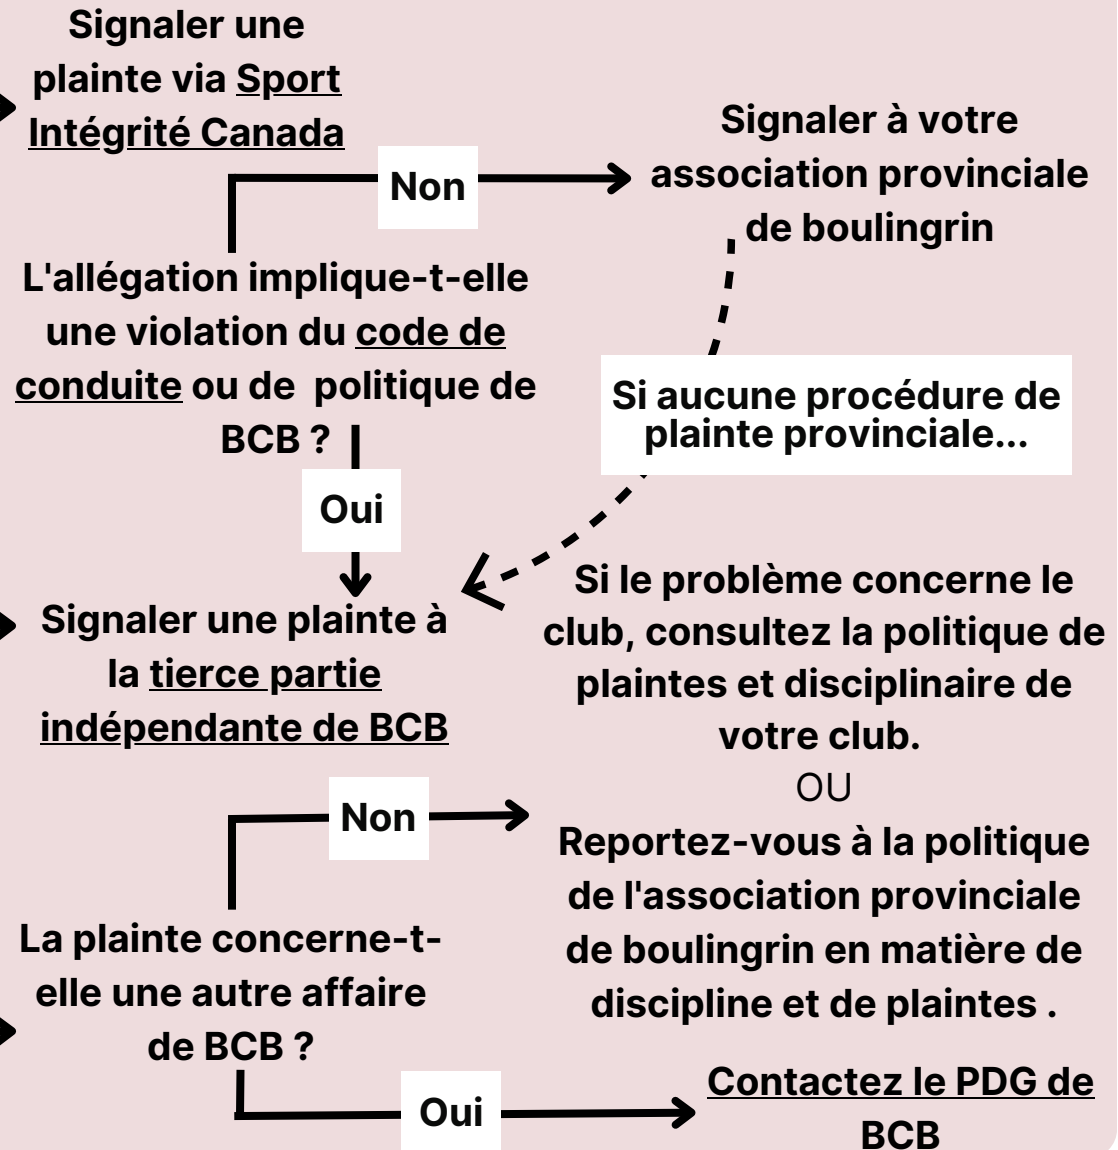 Signaler une
plainte via Sport
Intégrité Canada
Non
Signaler à votre
association provinciale
de boulingrin
L'allégation implique-t-elle
une violation du code de
conduite ou de politique de
BCB ?
Si aucune procédure de
plainte provinciale...
Oui
Signaler une plainte à
la tierce partie
indépendante de BCB
Si le problème concerne le
club, consultez la politique de
plaintes et disciplinaire de
votre club.
OU
Reportez-vous à la politique
de l'association provinciale
de boulingrin en matière de
discipline et de plaintes .
Non
La plainte concerne-t-
elle une autre affaire
de BCB ?
Oui
Contactez le PDG de
BCB